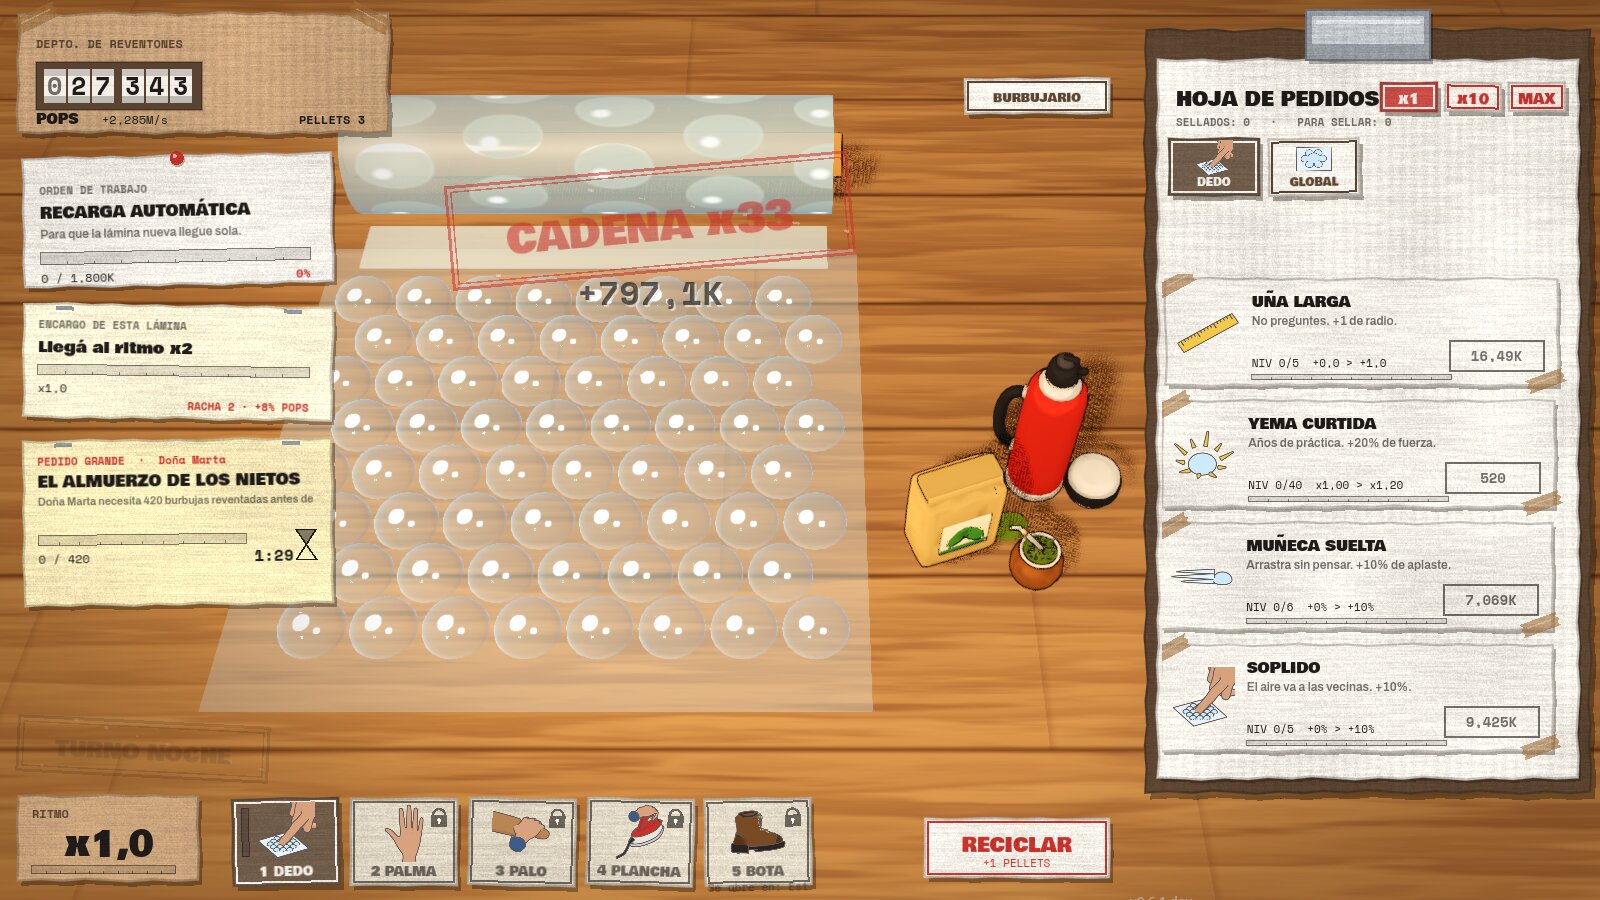 DEPTO. DE REVENTONES
027 343
POPS +2,285M/s PELLETS 3
ORDEN DE TRABAJO
RECARGA AUTOMÁTICA
Para que la lámina nueva llegue sola.
0 / 1.800K 0%
ENCARGO DE ESTA LÁMINA
Llegá al ritmo x2
x1,0
RACHA 2 · +8% POPS
PEDIDO GRANDE · Doña Marta
EL ALMUERZO DE LOS NIETOS
Doña Marta necesita 420 burbujas reventadas antes de
0 / 420 1:29
TURNO NOCHE
RITMO
x1,0
CADENA x33
+797,1K
BURBUJARIO
1 DEDO
2 PALMA
3 PALO
4 PLANCHA
5 BOTA
RECICLAR
+1 PELLETS
HOJA DE PEDIDOS x1 x10 MAX
SELLADOS: 0 · PARA SELLAR: 0
DEDO GLOBAL
UÑA LARGA
No preguntes. +1 de radio.
NIV 0/5 +0,0 > +1,0 16,49K
YEMA CURTIDA
Años de práctica. +20% de fuerza.
NIV 0/40 x1,00 > x1,20 520
MUÑECA SUELTA
Arrastra sin pensar. +10% de aplaste.
NIV 0/6 +0% > +10% 7,069K
SOPLIDO
El aire va a las vecinas. +10%.
NIV 0/5 +0% > +10% 9,425K